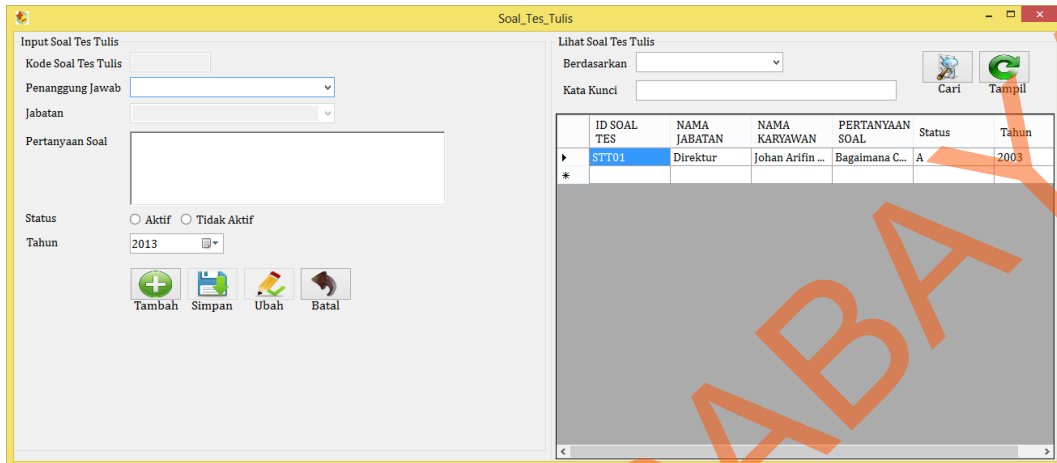 Soal_Tes_Tulis
Input Soal Tes Tulis
Kode Soal Tes Tulis
Penanggung Jawab
Jabatan
Pertanyaan Soal
Status
Aktif
Tidak Aktif
Tahun
2013
Tambah Simpan Ubah Batal
Lihat Soal Tes Tulis
Berdasarkan
Kata Kunci
Cari Tampil
ID SOAL TES NAMA JABATAN NAMA KARYAWAN PERTANYAAN SOAL Status Tahun
STT01 Direktur Johan Arifin ... Bagaimana C... A 2003
ABAY